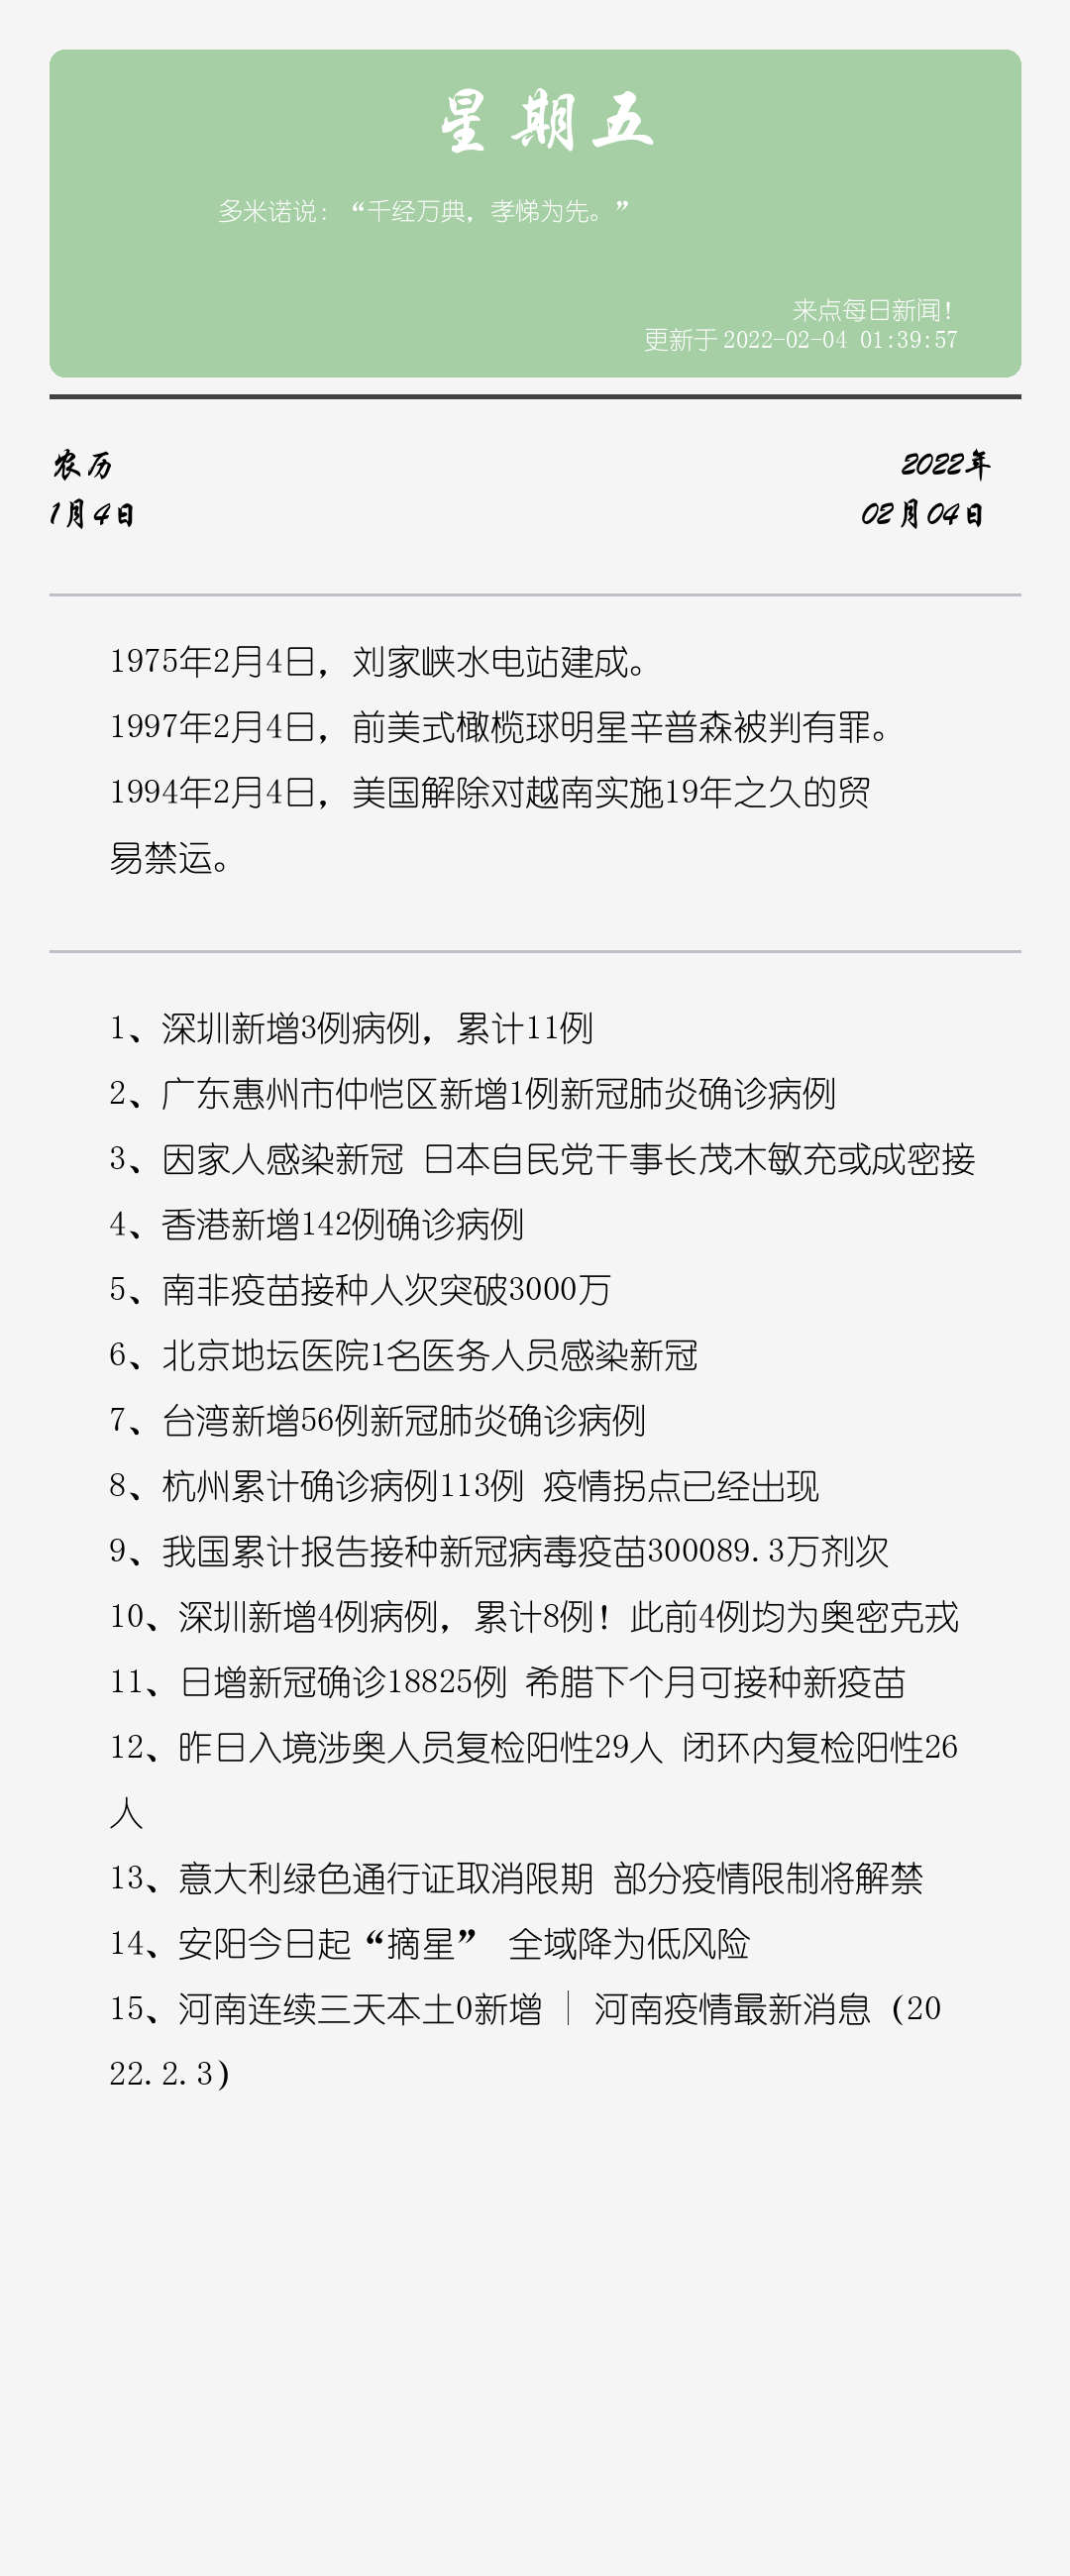 星期五
多米诺说：“千经万典，孝悌为先。”
来点每日新闻！
更新于 2022-02-04 01:39:57
农历
2022年
1月4日
02月04日
1975年2月4日，刘家峡水电站建成。
1997年2月4日，前美式橄榄球明星辛普森被判有罪。
1994年2月4日，美国解除对越南实施19年之久的贸
易禁运。
1、深圳新增3例病例，累计11例
2、广东惠州市仲恺区新增1例新冠肺炎确诊病例
3、因家人感染新冠 日本自民党干事长茂木敏充或成密接
4、香港新增142例确诊病例
5、南非疫苗接种人次突破3000万
6、北京地坛医院1名医务人员感染新冠
7、台湾新增56例新冠肺炎确诊病例
8、杭州累计确诊病例113例 疫情拐点已经出现
9、我国累计报告接种新冠病毒疫苗300089.3万剂次
10、深圳新增4例病例，累计8例！此前4例均为奥密克戎
11、日增新冠确诊18825例 希腊下个月可接种新疫苗
12、昨日入境涉奥人员复检阳性29人 闭环内复检阳性26
人
13、意大利绿色通行证取消限期 部分疫情限制将解禁
14、安阳今日起“摘星” 全域降为低风险
15、河南连续三天本土0新增 | 河南疫情最新消息（20
22.2.3）